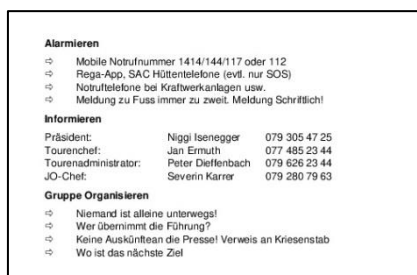 Alarmieren
⇨ Mobile Notrufnummer 1414/144/117 oder 112
⇨ Rega-App, SAC Hüttentelefone (evtl. nur SOS)
⇨ Notruftelefone bei Kraftwerkanlagen usw.
⇨ Meldung zu Fuss immer zu zweit. Meldung Schriftlich!
Informieren
Präsident: Niggi Isenegger 079 305 47 25
Tourenchef: Jan Ermuth 077 485 23 44
Tourenadministrator: Peter Dieffenbach 079 626 23 44
JO-Chef: Severin Karrer 079 280 79 63
Gruppe Organisieren
⇨ Niemand ist alleine unterwegs!
⇨ Wer übernimmt die Führung?
⇨ Keine Auskünftean die Presse! Verweis an Kriesenstab
⇨ Wo ist das nächste Ziel